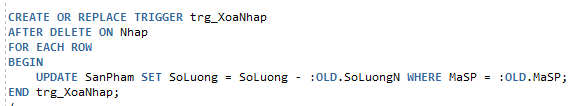 CREATE OR REPLACE TRIGGER trg_XoaNhap
AFTER DELETE ON Nhap
FOR EACH ROW
BEGIN
    UPDATE SanPham SET SoLuong = SoLuong - :OLD.SoLuongN WHERE MaSP = :OLD.MaSP;
END trg_XoaNhap;
/